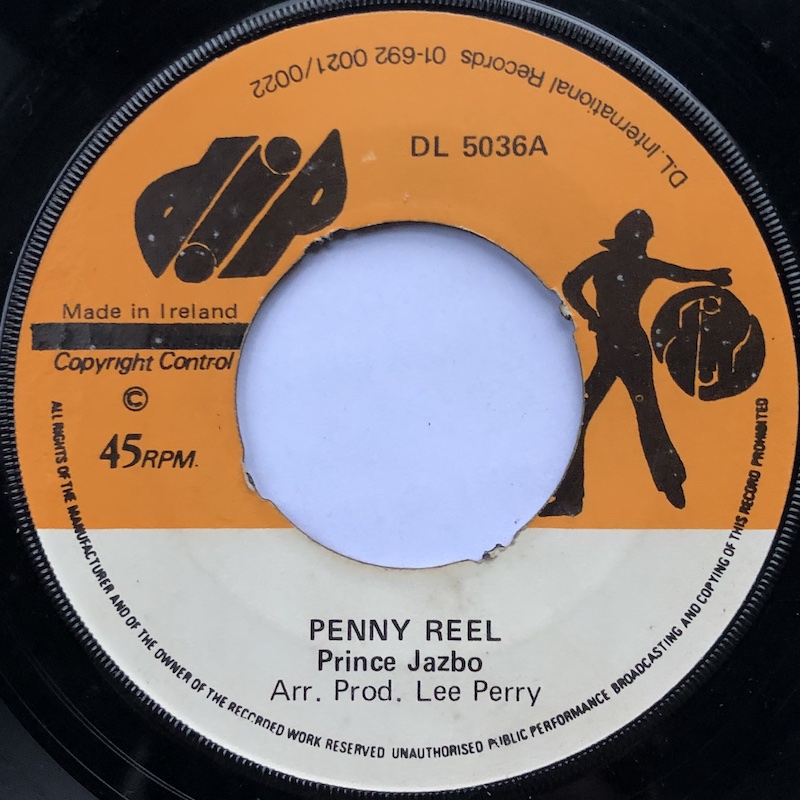 D.L. International Records 01-692 0021/0022
dip
DL 5036A
Made in Ireland
Copyright Control
©
45 RPM.
PENNY REEL
Prince Jazbo
Arr. Prod. Lee Perry
ALL RIGHTS OF THE MANUFACTURER AND OF THE OWNER OF THE RECORDED WORK RESERVED UNAUTHORISED PUBLIC PERFORMANCE BROADCASTING AND COPYING OF THIS RECORD PROHIBITED